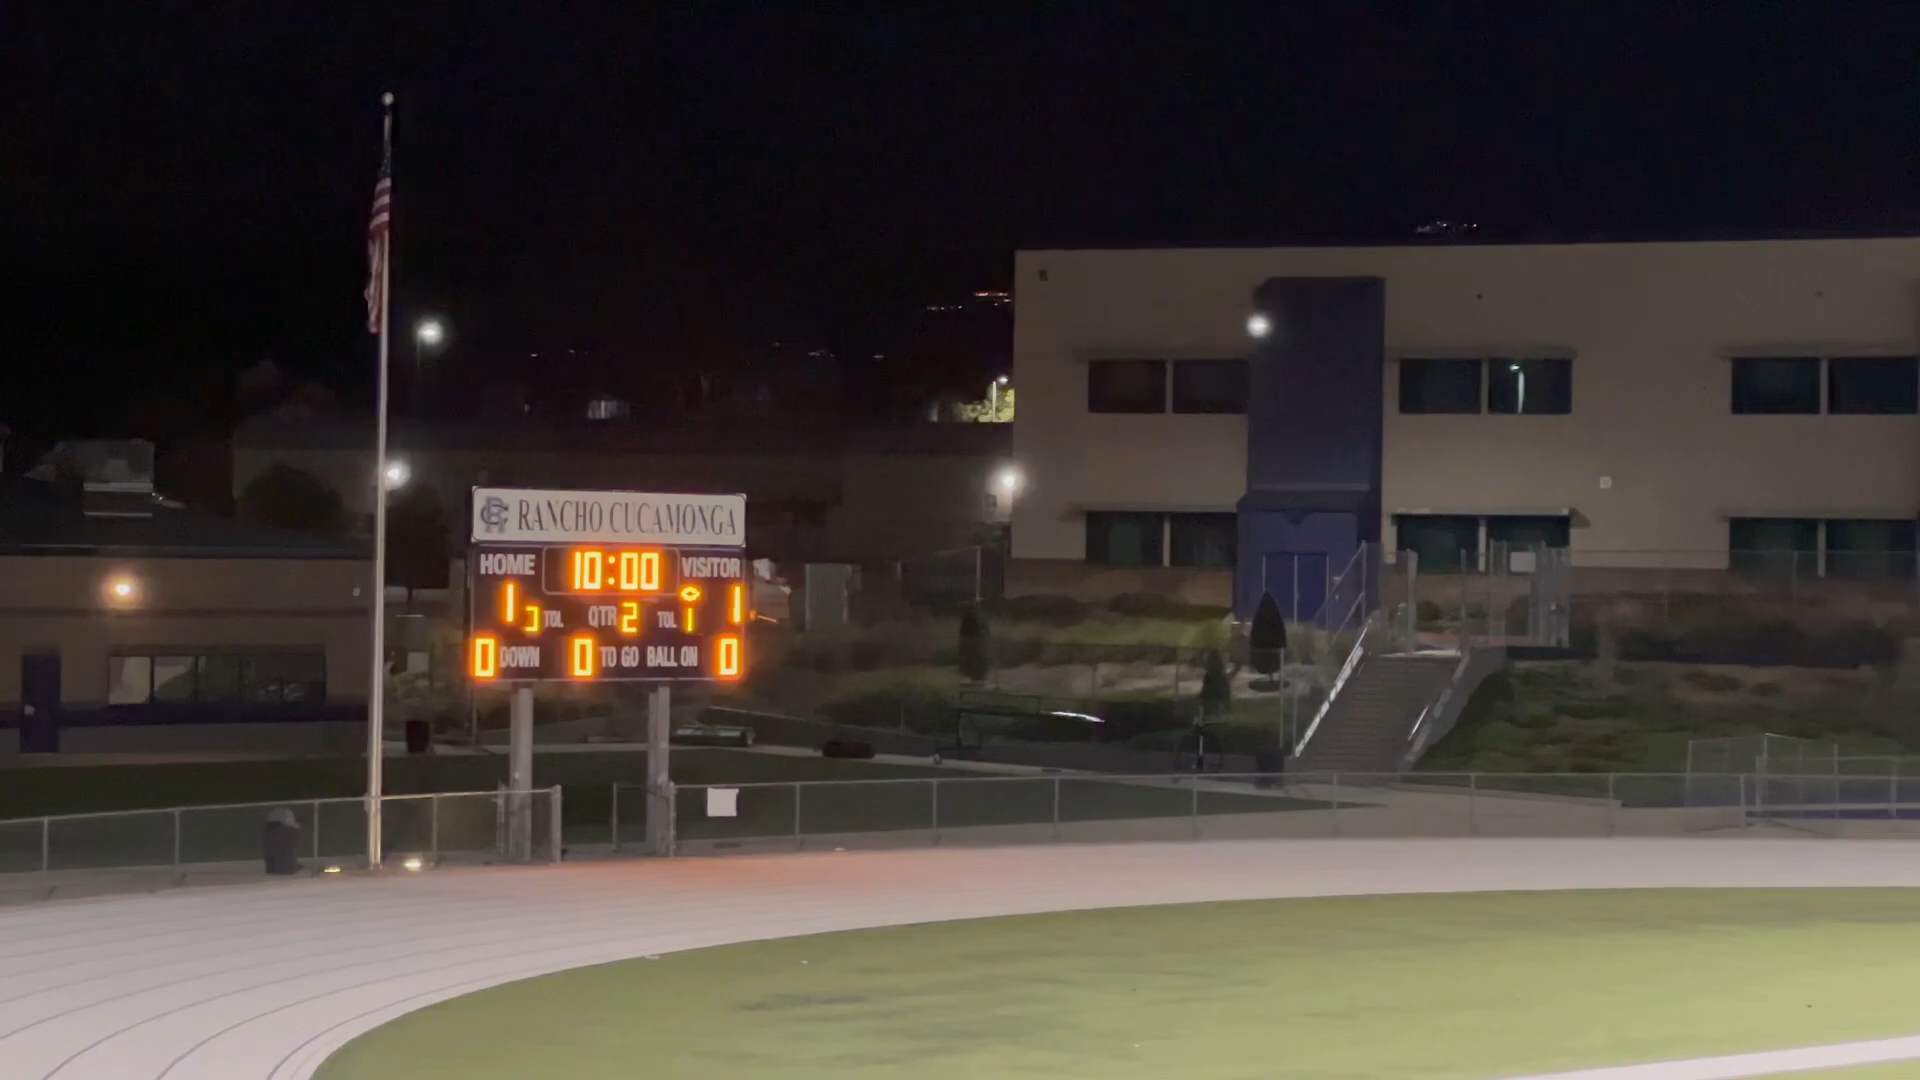 RANCHO CUCAMONGA
HOME 10:00 VISITOR
1 TOL QTR 2 TOL 1 1
0 DOWN 0 TO GO BALL ON 0